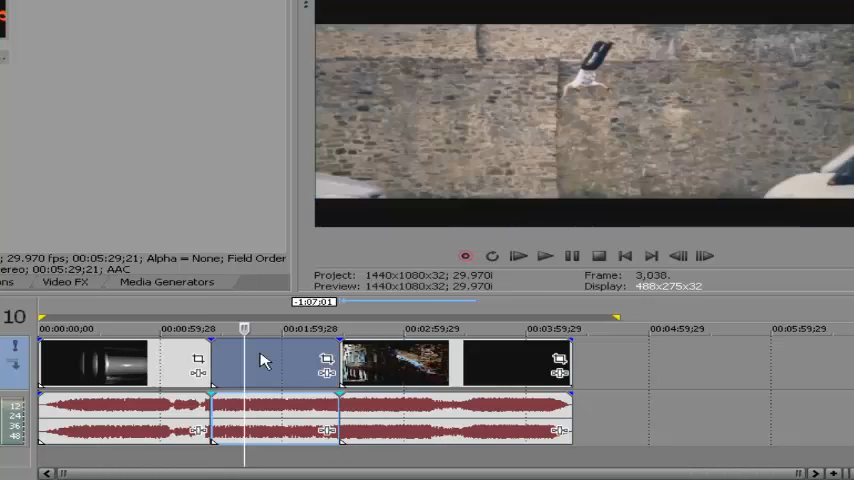 ; 29.970 fps; 00:05:29;21; Alpha = None; Field Order
ereo; 00:05:29;21; AAC
ns Video FX Media Generators
Project: 1440x1080x32; 29.970i
Preview: 1440x1080x32; 29.970i
Frame: 3,038.
Display: 488x275x32
-1:07;01
10
00:00:00;00 00:00:59;28 00:01:59;28 00:02:59;29 00:03:59;29 00:04:59;29 00:05:59;29
12
24
36
48